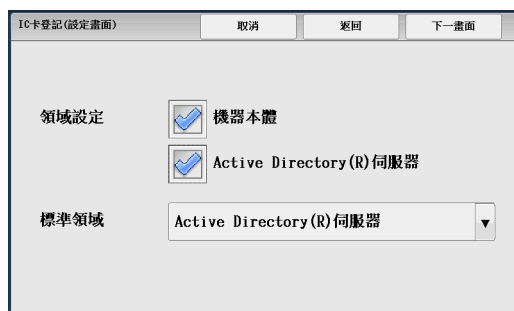 IC卡登記(設定畫面) 取消 返回 下一畫面
領域設定 機器本體
Active Directory(R)伺服器
標準領域 Active Directory(R)伺服器